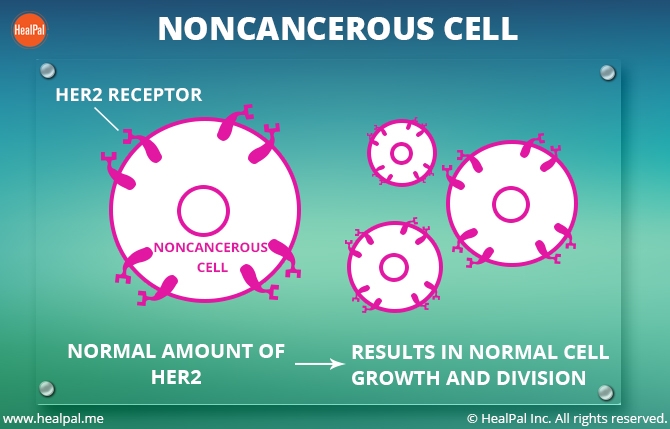 HealPal
NONCANCEROUS CELL
HER2 RECEPTOR
NONCANCEROUS
CELL
NORMAL AMOUNT OF
HER2
RESULTS IN NORMAL CELL
GROWTH AND DIVISION
www.healpal.me
© HealPal Inc. All rights reserved.